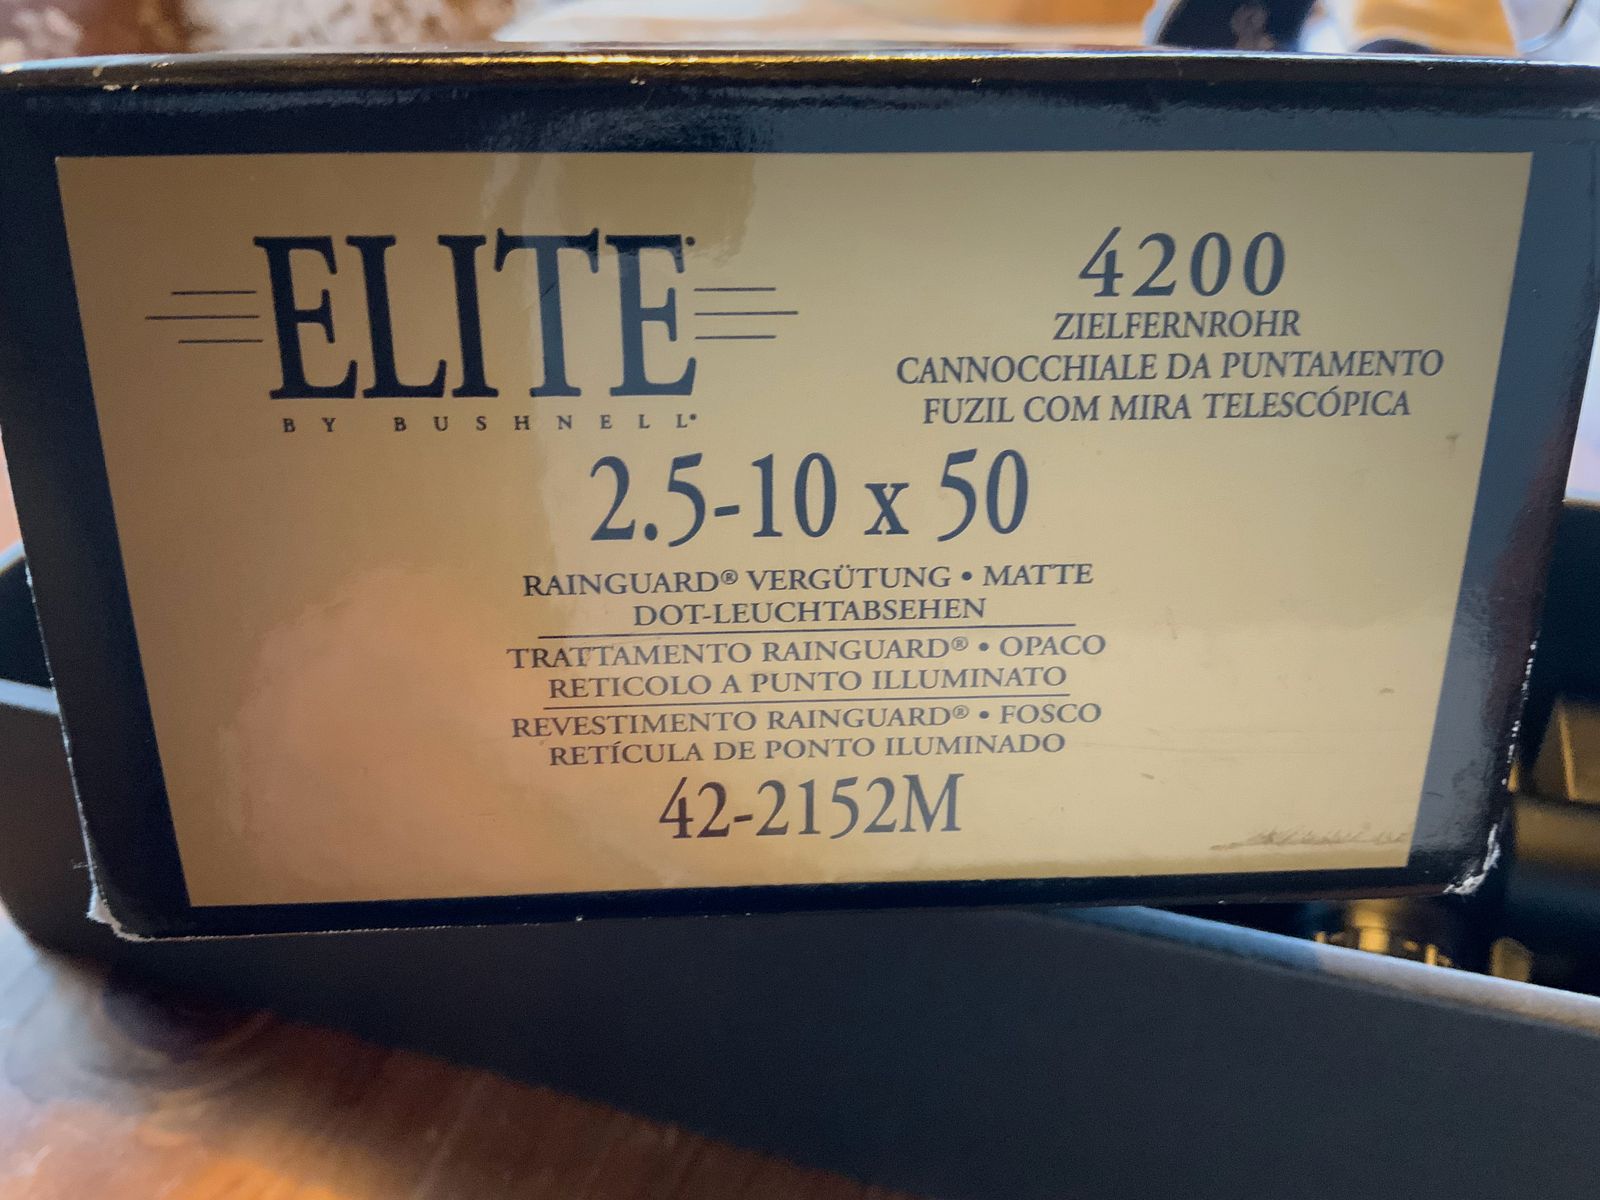 ELITE
BY BUSHNELL
4200
ZIELFERNROHR
CANNOCCHIALE DA PUNTAMENTO
FUZIL COM MIRA TELESCÓPICA
2.5-10 x 50
RAINGUARD® VERGÜTUNG • MATTE
DOT-LEUCHTABSEHEN
TRATTAMENTO RAINGUARD® • OPACO
RETICOLO A PUNTO ILLUMINATO
REVESTIMENTO RAINGUARD® • FOSCO
RETÍCULA DE PONTO ILUMINADO
42-2152M